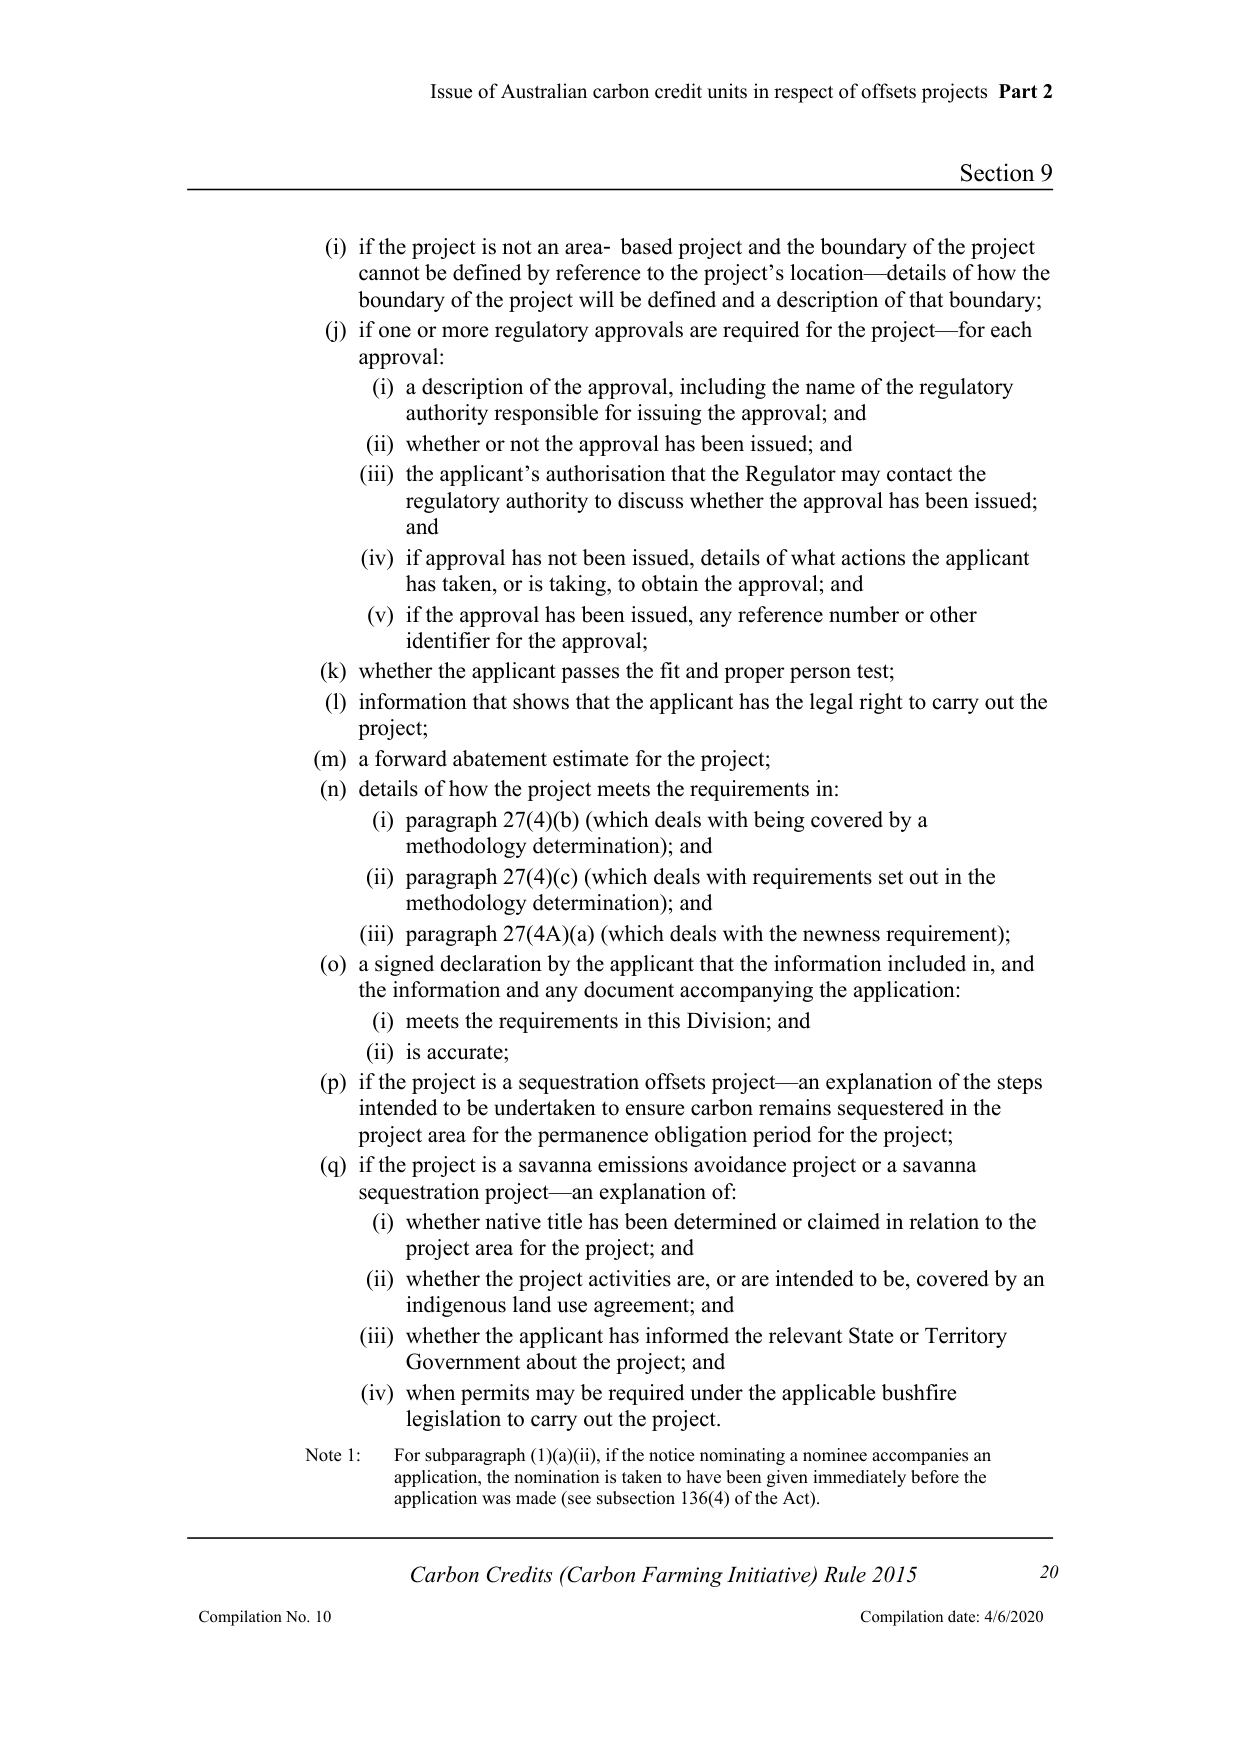 Issue of Australian carbon credit units in respect of offsets projects Part 2
Section 9
(i) if the project is not an area- based project and the boundary of the project
cannot be defined by reference to the project’s location—details of how the
boundary of the project will be defined and a description of that boundary;
(j) if one or more regulatory approvals are required for the project—for each
approval:
(i) a description of the approval, including the name of the regulatory
authority responsible for issuing the approval; and
(ii) whether or not the approval has been issued; and
(iii) the applicant’s authorisation that the Regulator may contact the
regulatory authority to discuss whether the approval has been issued;
and
(iv) if approval has not been issued, details of what actions the applicant
has taken, or is taking, to obtain the approval; and
(v) if the approval has been issued, any reference number or other
identifier for the approval;
(k) whether the applicant passes the fit and proper person test;
(l) information that shows that the applicant has the legal right to carry out the
project;
(m) a forward abatement estimate for the project;
(n) details of how the project meets the requirements in:
(i) paragraph 27(4)(b) (which deals with being covered by a
methodology determination); and
(ii) paragraph 27(4)(c) (which deals with requirements set out in the
methodology determination); and
(iii) paragraph 27(4A)(a) (which deals with the newness requirement);
(o) a signed declaration by the applicant that the information included in, and
the information and any document accompanying the application:
(i) meets the requirements in this Division; and
(ii) is accurate;
(p) if the project is a sequestration offsets project—an explanation of the steps
intended to be undertaken to ensure carbon remains sequestered in the
project area for the permanence obligation period for the project;
(q) if the project is a savanna emissions avoidance project or a savanna
sequestration project—an explanation of:
(i) whether native title has been determined or claimed in relation to the
project area for the project; and
(ii) whether the project activities are, or are intended to be, covered by an
indigenous land use agreement; and
(iii) whether the applicant has informed the relevant State or Territory
Government about the project; and
(iv) when permits may be required under the applicable bushfire
legislation to carry out the project.
Note 1: For subparagraph (1)(a)(ii), if the notice nominating a nominee accompanies an
application, the nomination is taken to have been given immediately before the
application was made (see subsection 136(4) of the Act).
Carbon Credits (Carbon Farming Initiative) Rule 2015 20
Compilation No. 10 Compilation date: 4/6/2020